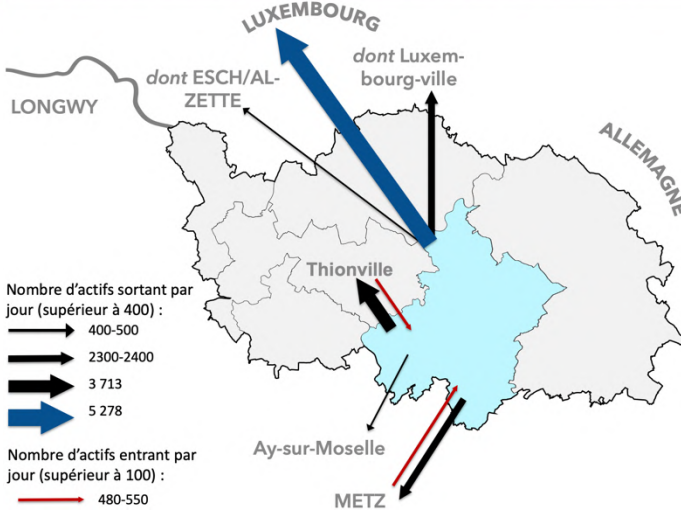 LUXEMBOURG
dont Luxem-
bourg-ville
dont ESCH/AL-
ZETTE
LONGWY
ALLEMAGNE
Thionville
Nombre d'actifs sortant par
jour (supérieur à 400) :
400-500
2300-2400
3 713
5 278
Nombre d'actifs entrant par
jour (supérieur à 100) :
480-550
Ay-sur-Moselle
METZ